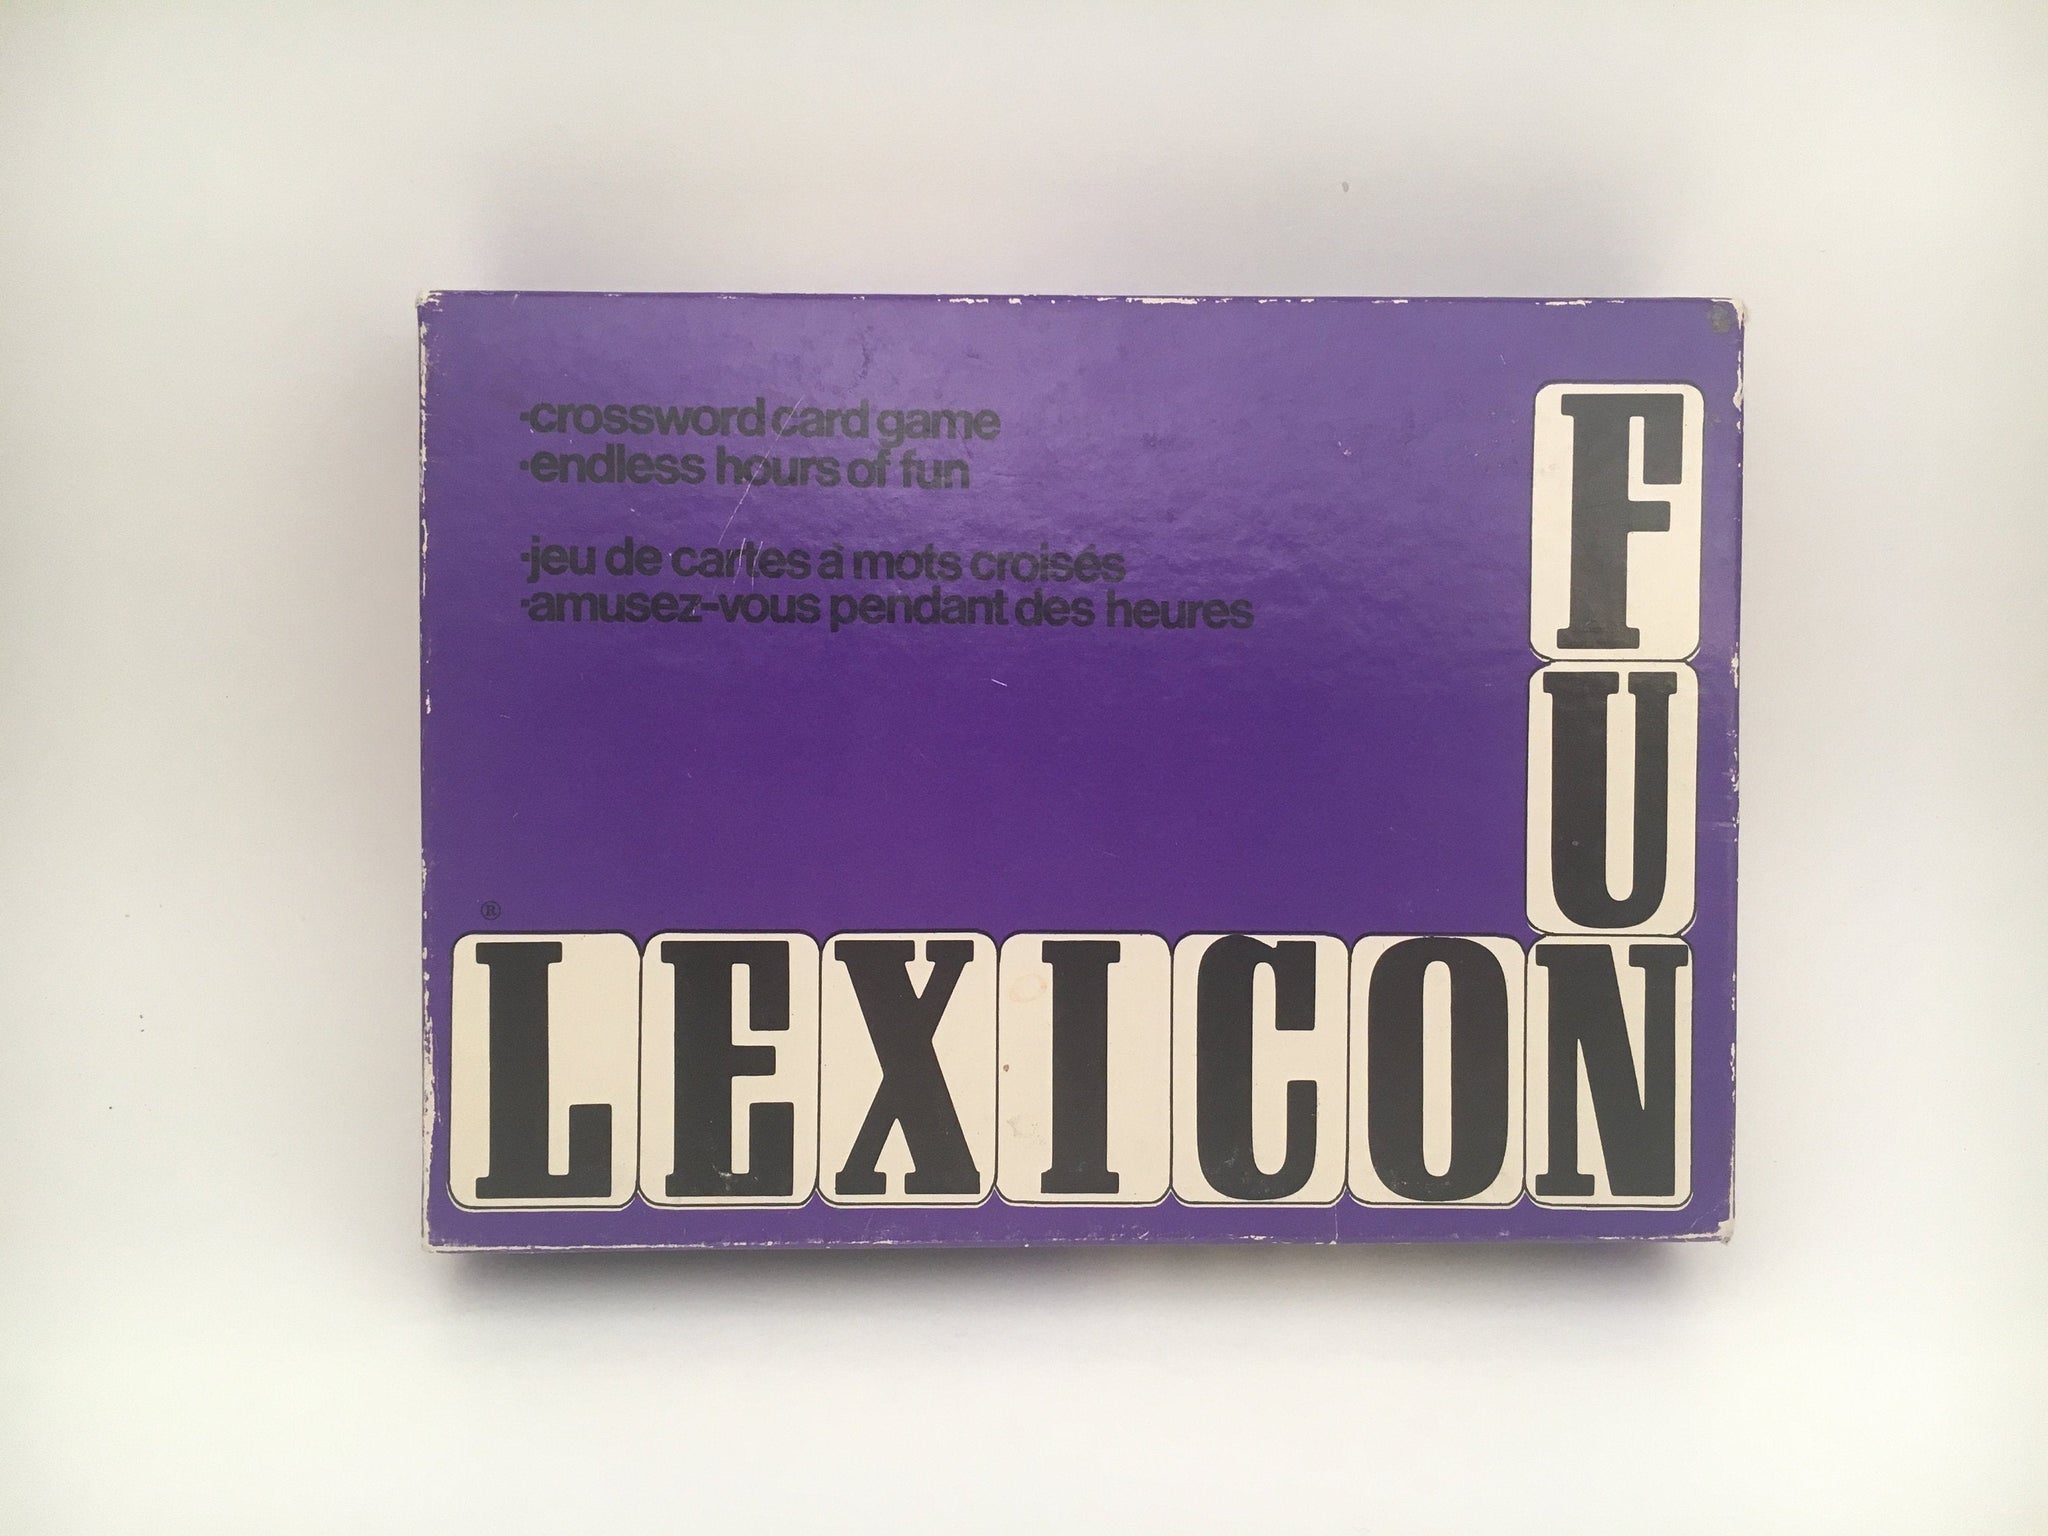 ·crossword card game
·endless hours of fun
·jeu de cartes à mots croisés
·amusez-vous pendant des heures
FUN
®
LEXICON